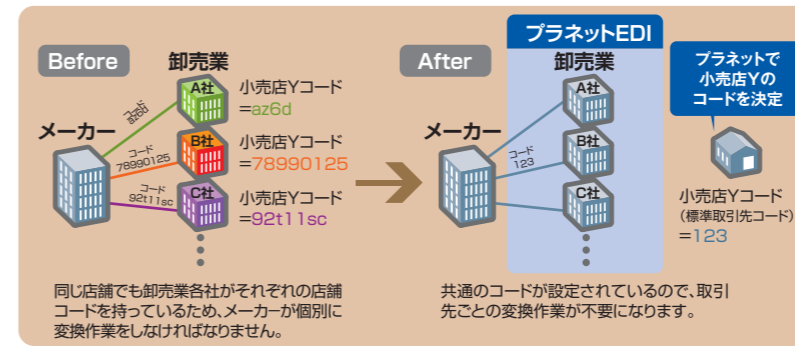 Before
卸売業
メーカー
A社
コード
az6d
小売店Yコード
=az6d
B社
コード
78990125
小売店Yコード
=78990125
C社
コード
92t11sc
小売店Yコード
=92t11sc
同じ店舗でも卸売業各社がそれぞれの店舗
コードを持っているため、メーカーが個別に
変換作業をしなければなりません。
After
プラネットEDI
卸売業
メーカー
A社
コード
123
B社
C社
プラネットで
小売店Yの
コードを決定
小売店Yコード
(標準取引先コード)
=123
共通のコードが設定されているので、取引
先ごとの変換作業が不要になります。